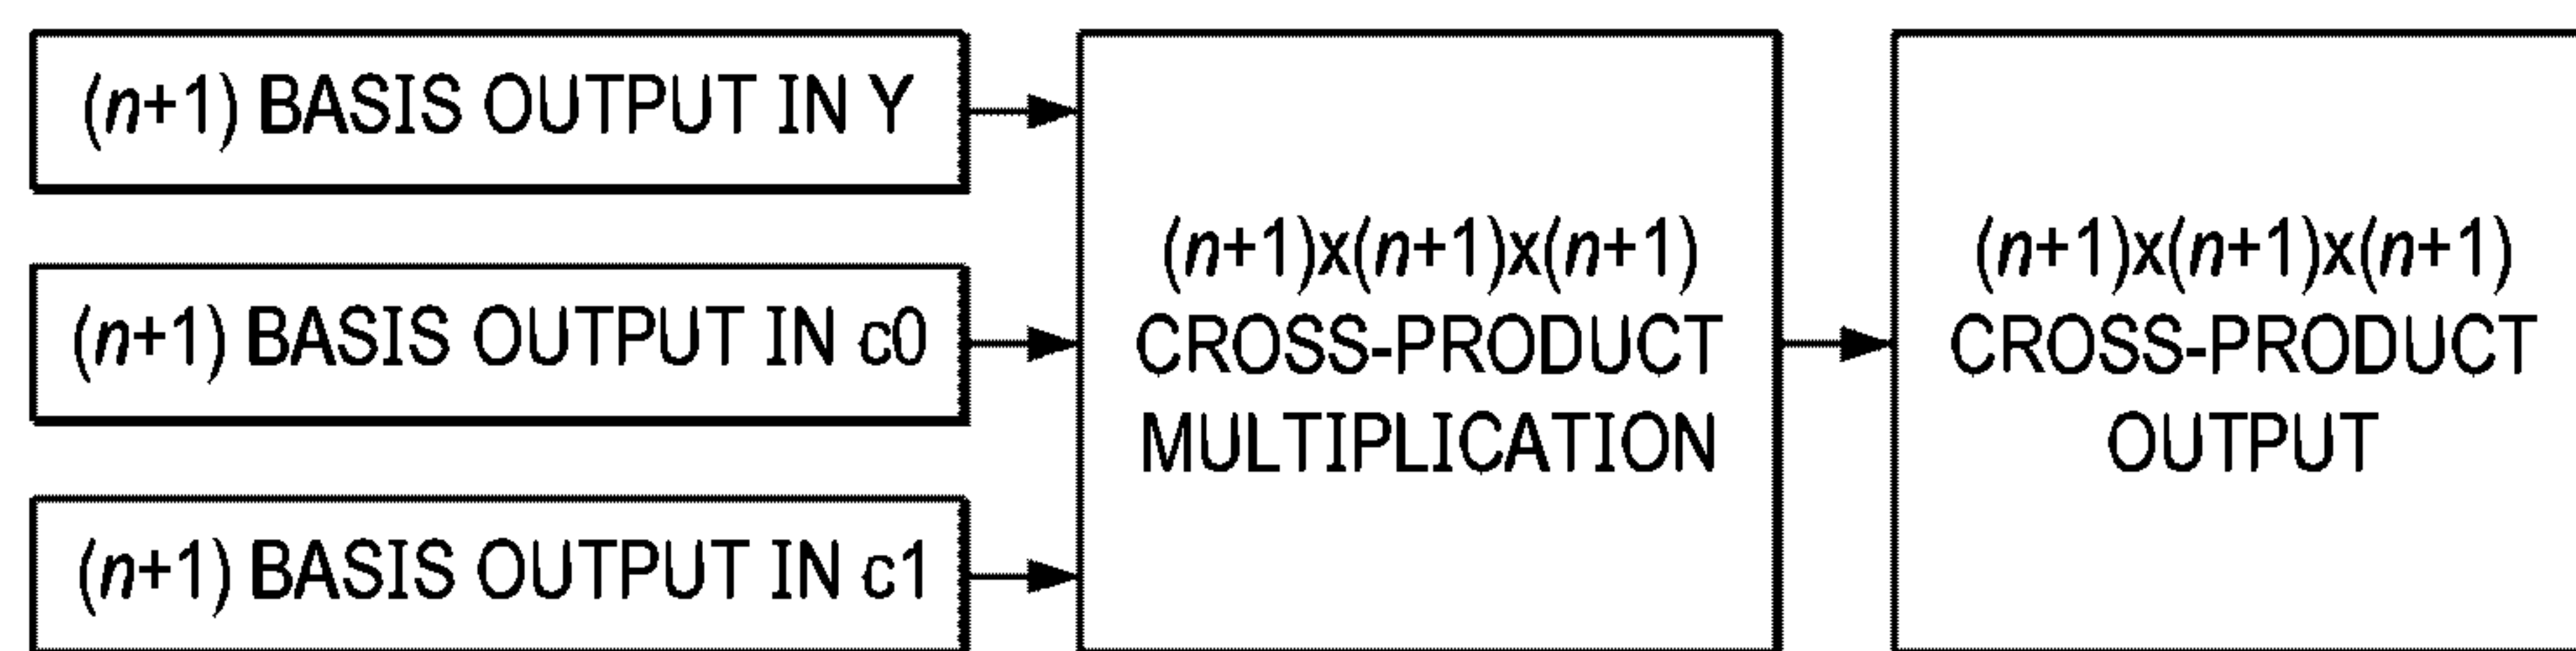 (n+1) BASIS OUTPUT IN Y
(n+1) BASIS OUTPUT IN c0
(n+1) BASIS OUTPUT IN c1
(n+1)x(n+1)x(n+1)
CROSS-PRODUCT
MULTIPLICATION
(n+1)x(n+1)x(n+1)
CROSS-PRODUCT
OUTPUT